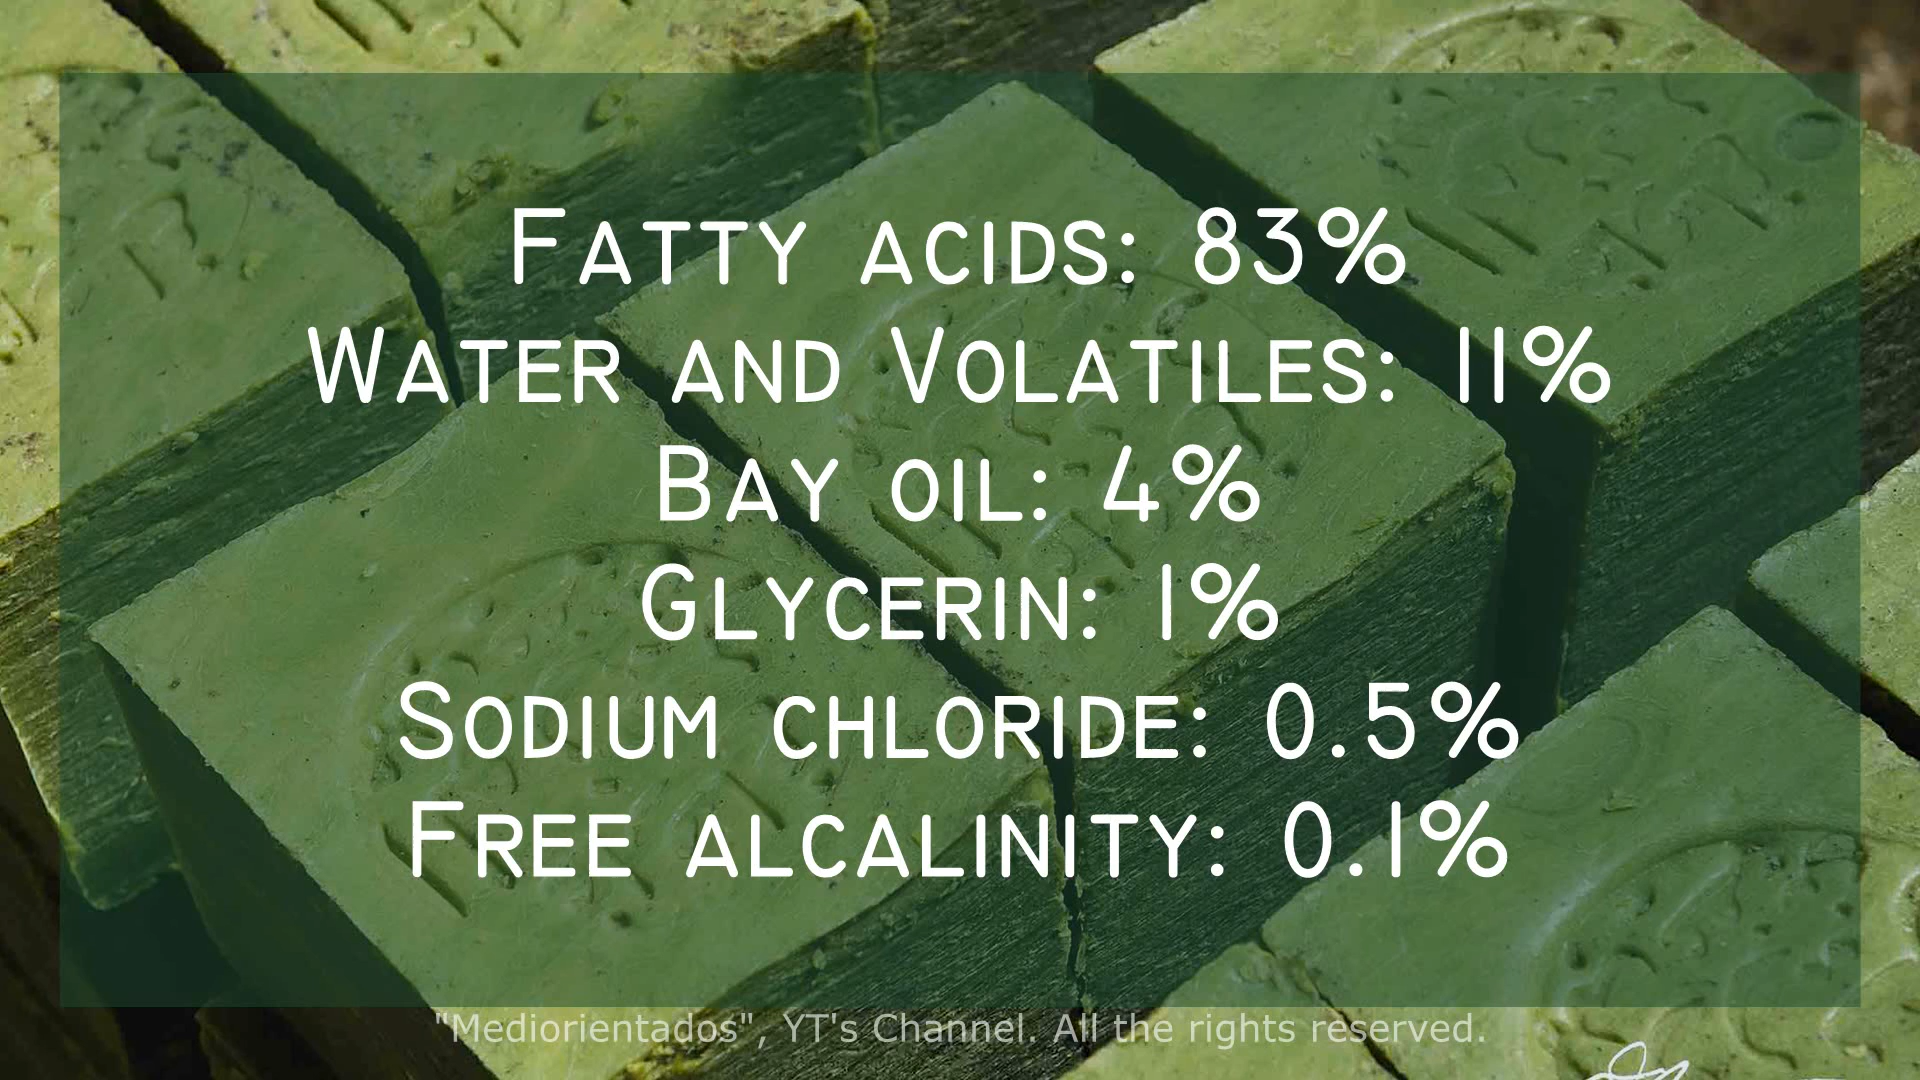 Fatty acids: 83%
Water and Volatiles: 11%
Bay oil: 4%
Glycerin: 1%
Sodium chloride: 0.5%
Free alcalinity: 0.1%
"Mediorientados", YT's Channel. All the rights reserved.